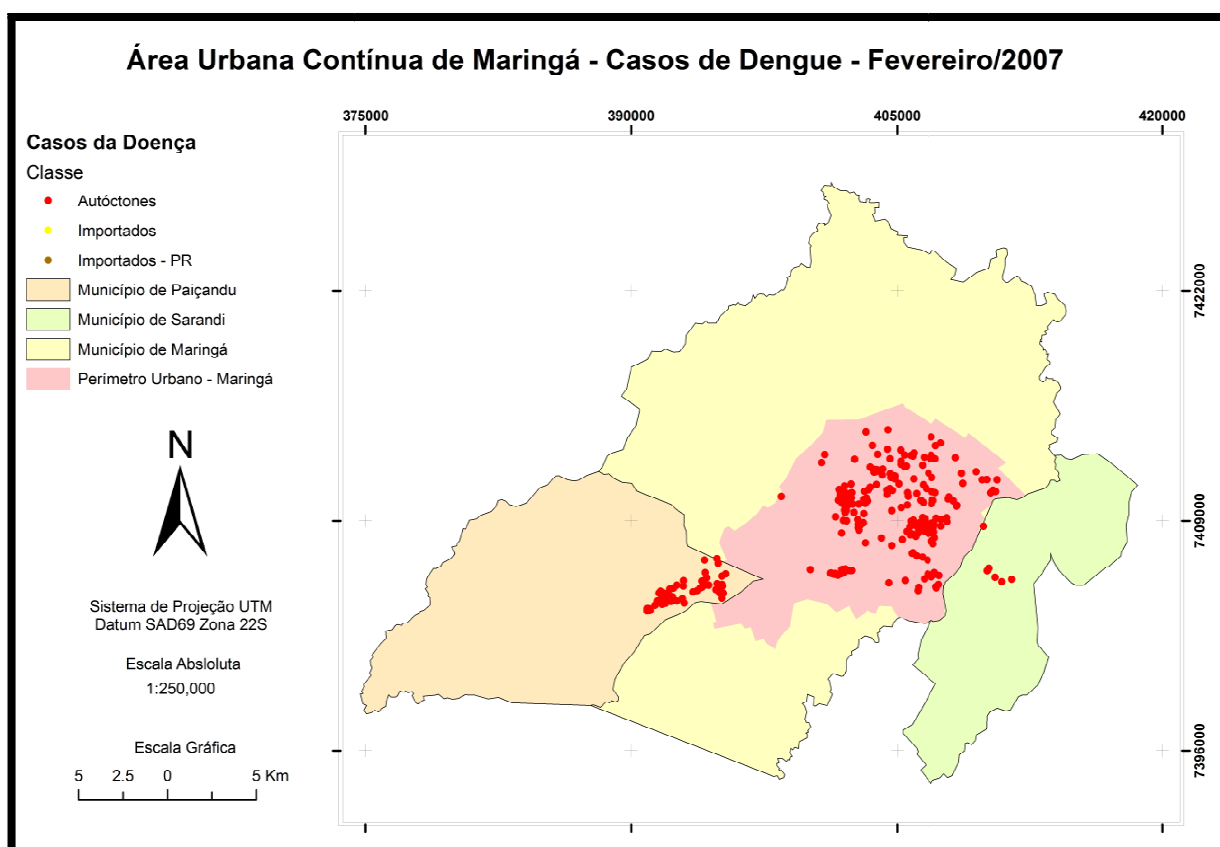 Área Urbana Contínua de Maringá - Casos de Dengue - Fevereiro/2007
375000
390000
405000
420000
Casos da Doença
Classe
Autóctones
Importados
Importados - PR
Município de Paiçandu
Município de Sarandi
Município de Maringá
Perímetro Urbano - Maringá
N
Sistema de Projeção UTM
Datum SAD69 Zona 22S
Escala Absloluta
1:250,000
Escala Gráfica
5 2.5 0 5 Km
7422000
7409000
7396000